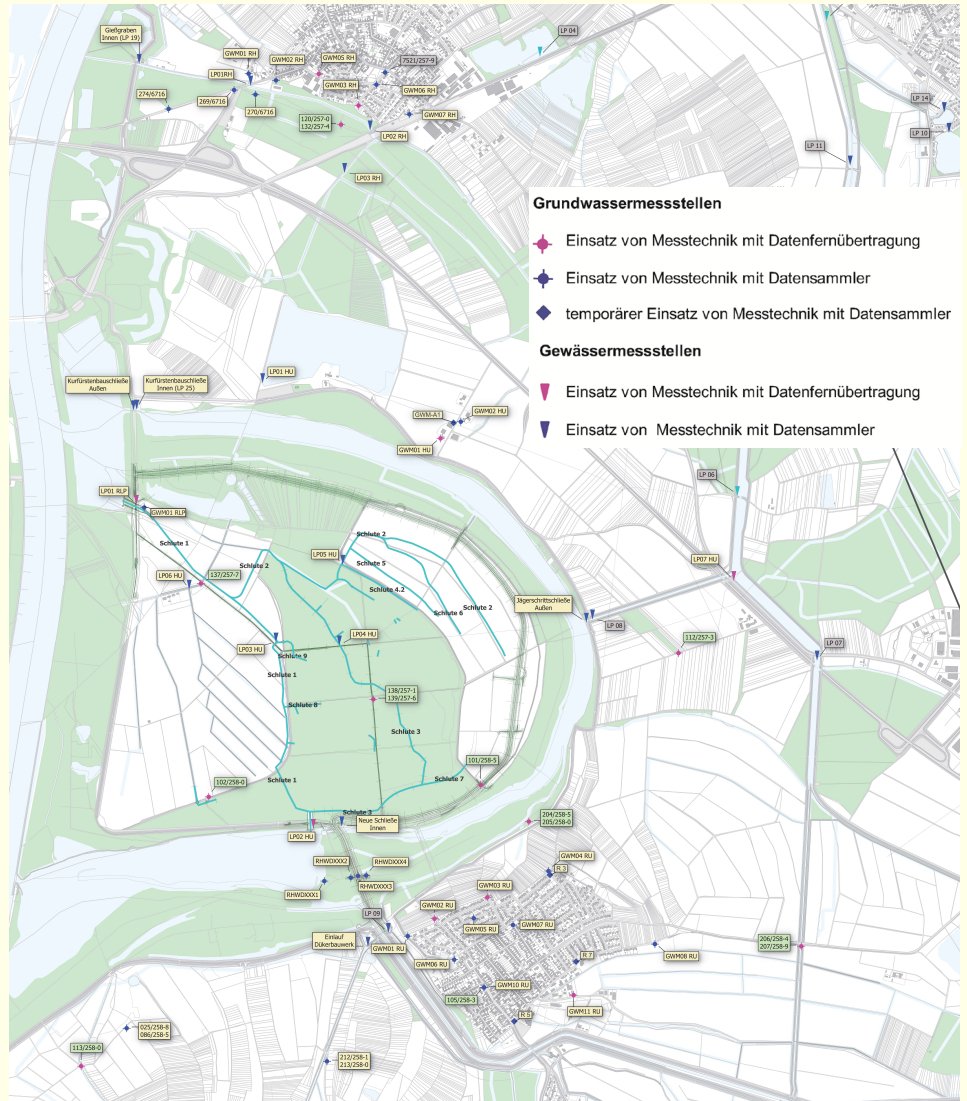 Gießgraben
Innen (LP 19)
GWM01 RH
GWM02 RH
GWM05 RH
7521/257-9
LP 04
LP01RH
274/6716
269/6716
270/6716
GWM03 RH
GWM06 RH
120/257-0
132/257-4
GWM07 RH
LP02 RH
LP03 RH
LP 14
LP 10
LP 11
Grundwassermessstellen
Einsatz von Messtechnik mit Datenfernübertragung
Einsatz von Messtechnik mit Datensammler
temporärer Einsatz von Messtechnik mit Datensammler
Gewässermessstellen
Einsatz von Messtechnik mit Datenfernübertragung
Einsatz von Messtechnik mit Datensammler
Kurfürstenbauschließe
Außen
Kurfürstenbauschließe
Innen (LP 25)
LP01 HU
GWM-A1
GWM02 HU
GWM01 HU
LP 06
LP01 RLP
GWM01 RLP
Schlute 1
Schlute 2
LP05 HU
Schlute 2
Schlute 5
Schlute 4.2
Schlute 6
Schlute 2
LP06 HU
137/257-7
LP07 HU
Jägerschrittschließe
Außen
LP 08
112/257-3
LP 07
LP03 HU
LP04 HU
Schlute 9
Schlute 1
138/257-1
139/257-6
Schlute 8
Schlute 3
101/258-5
Schlute 7
102/258-0
Schlute 1
Schlute 3
LP02 HU
Neue Schließe
Innen
204/258-5
205/258-0
RHWDXXX2
RHWDXXX4
RHWDXXX1
RHWDXXX3
GWM04 RU
R 3
GWM03 RU
LP 09
GWM02 RU
GWM05 RU
GWM07 RU
Einlauf
Dükerbauwerk
GWM01 RU
GWM06 RU
R 7
GWM08 RU
206/258-4
207/258-9
105/258-3
GWM10 RU
GWM11 RU
R 5
025/258-8
086/258-5
113/258-0
212/258-1
213/258-0